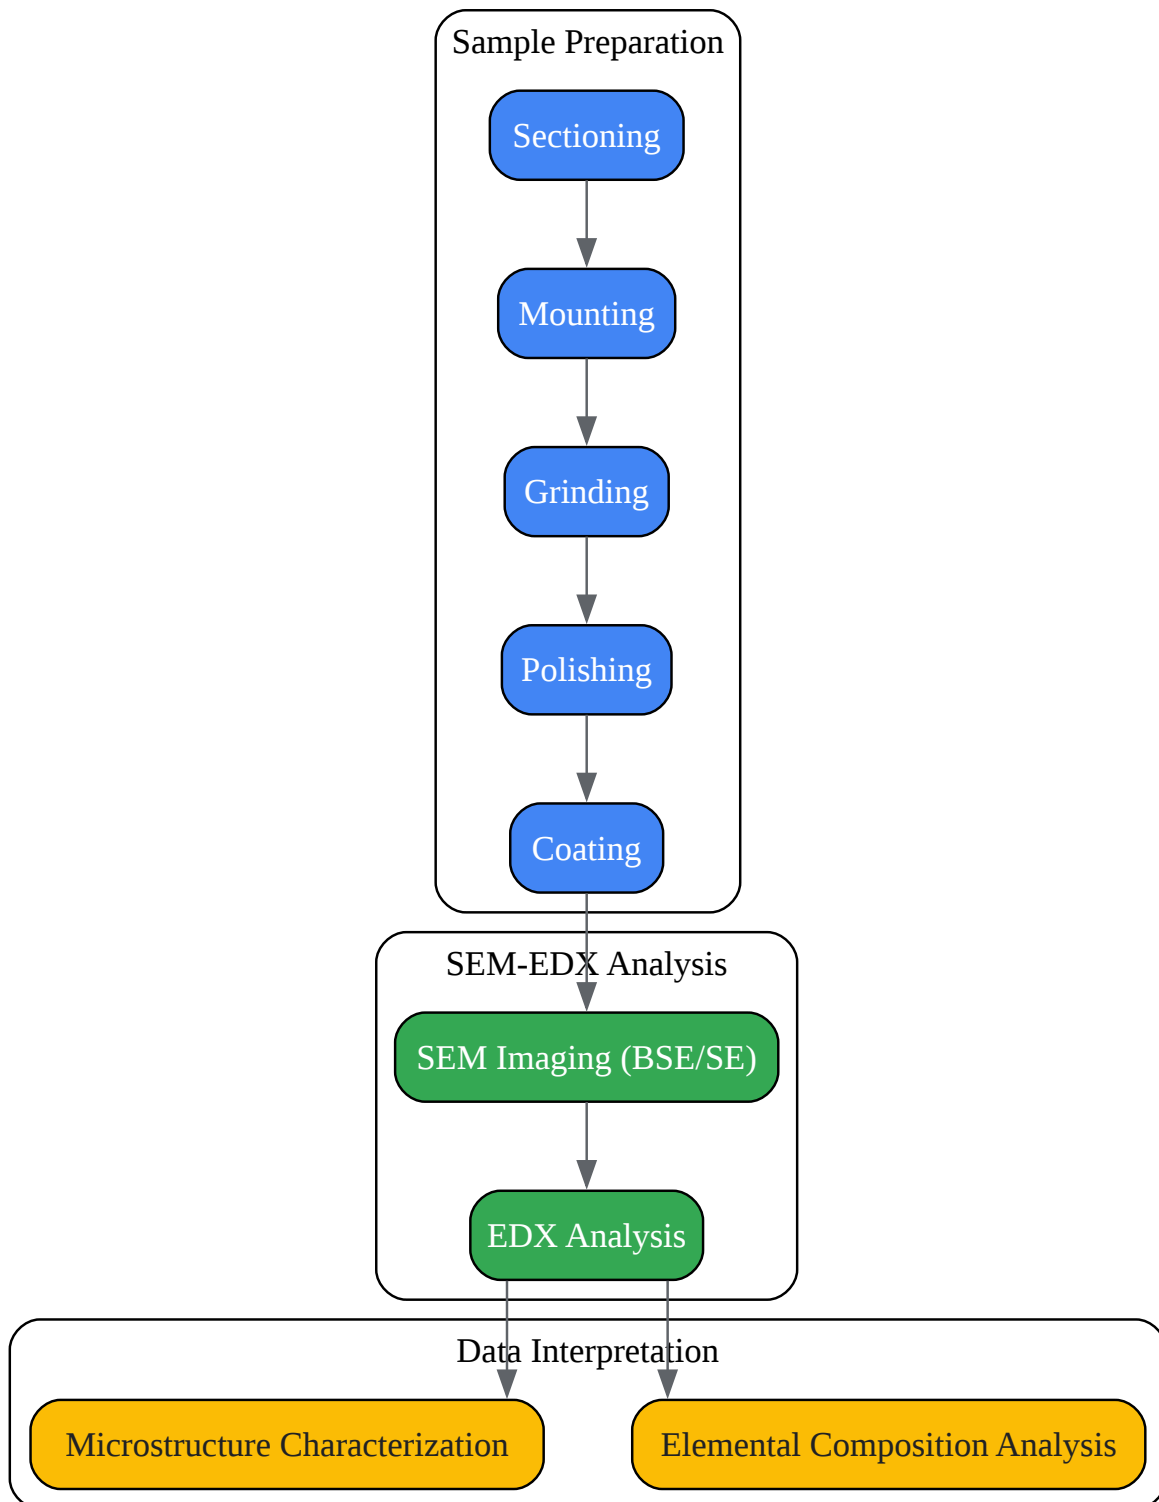 Sample Preparation
Sectioning
Mounting
Grinding
Polishing
Coating
SEM-EDX Analysis
SEM Imaging (BSE/SE)
EDX Analysis
Data Interpretation
Microstructure Characterization
Elemental Composition Analysis